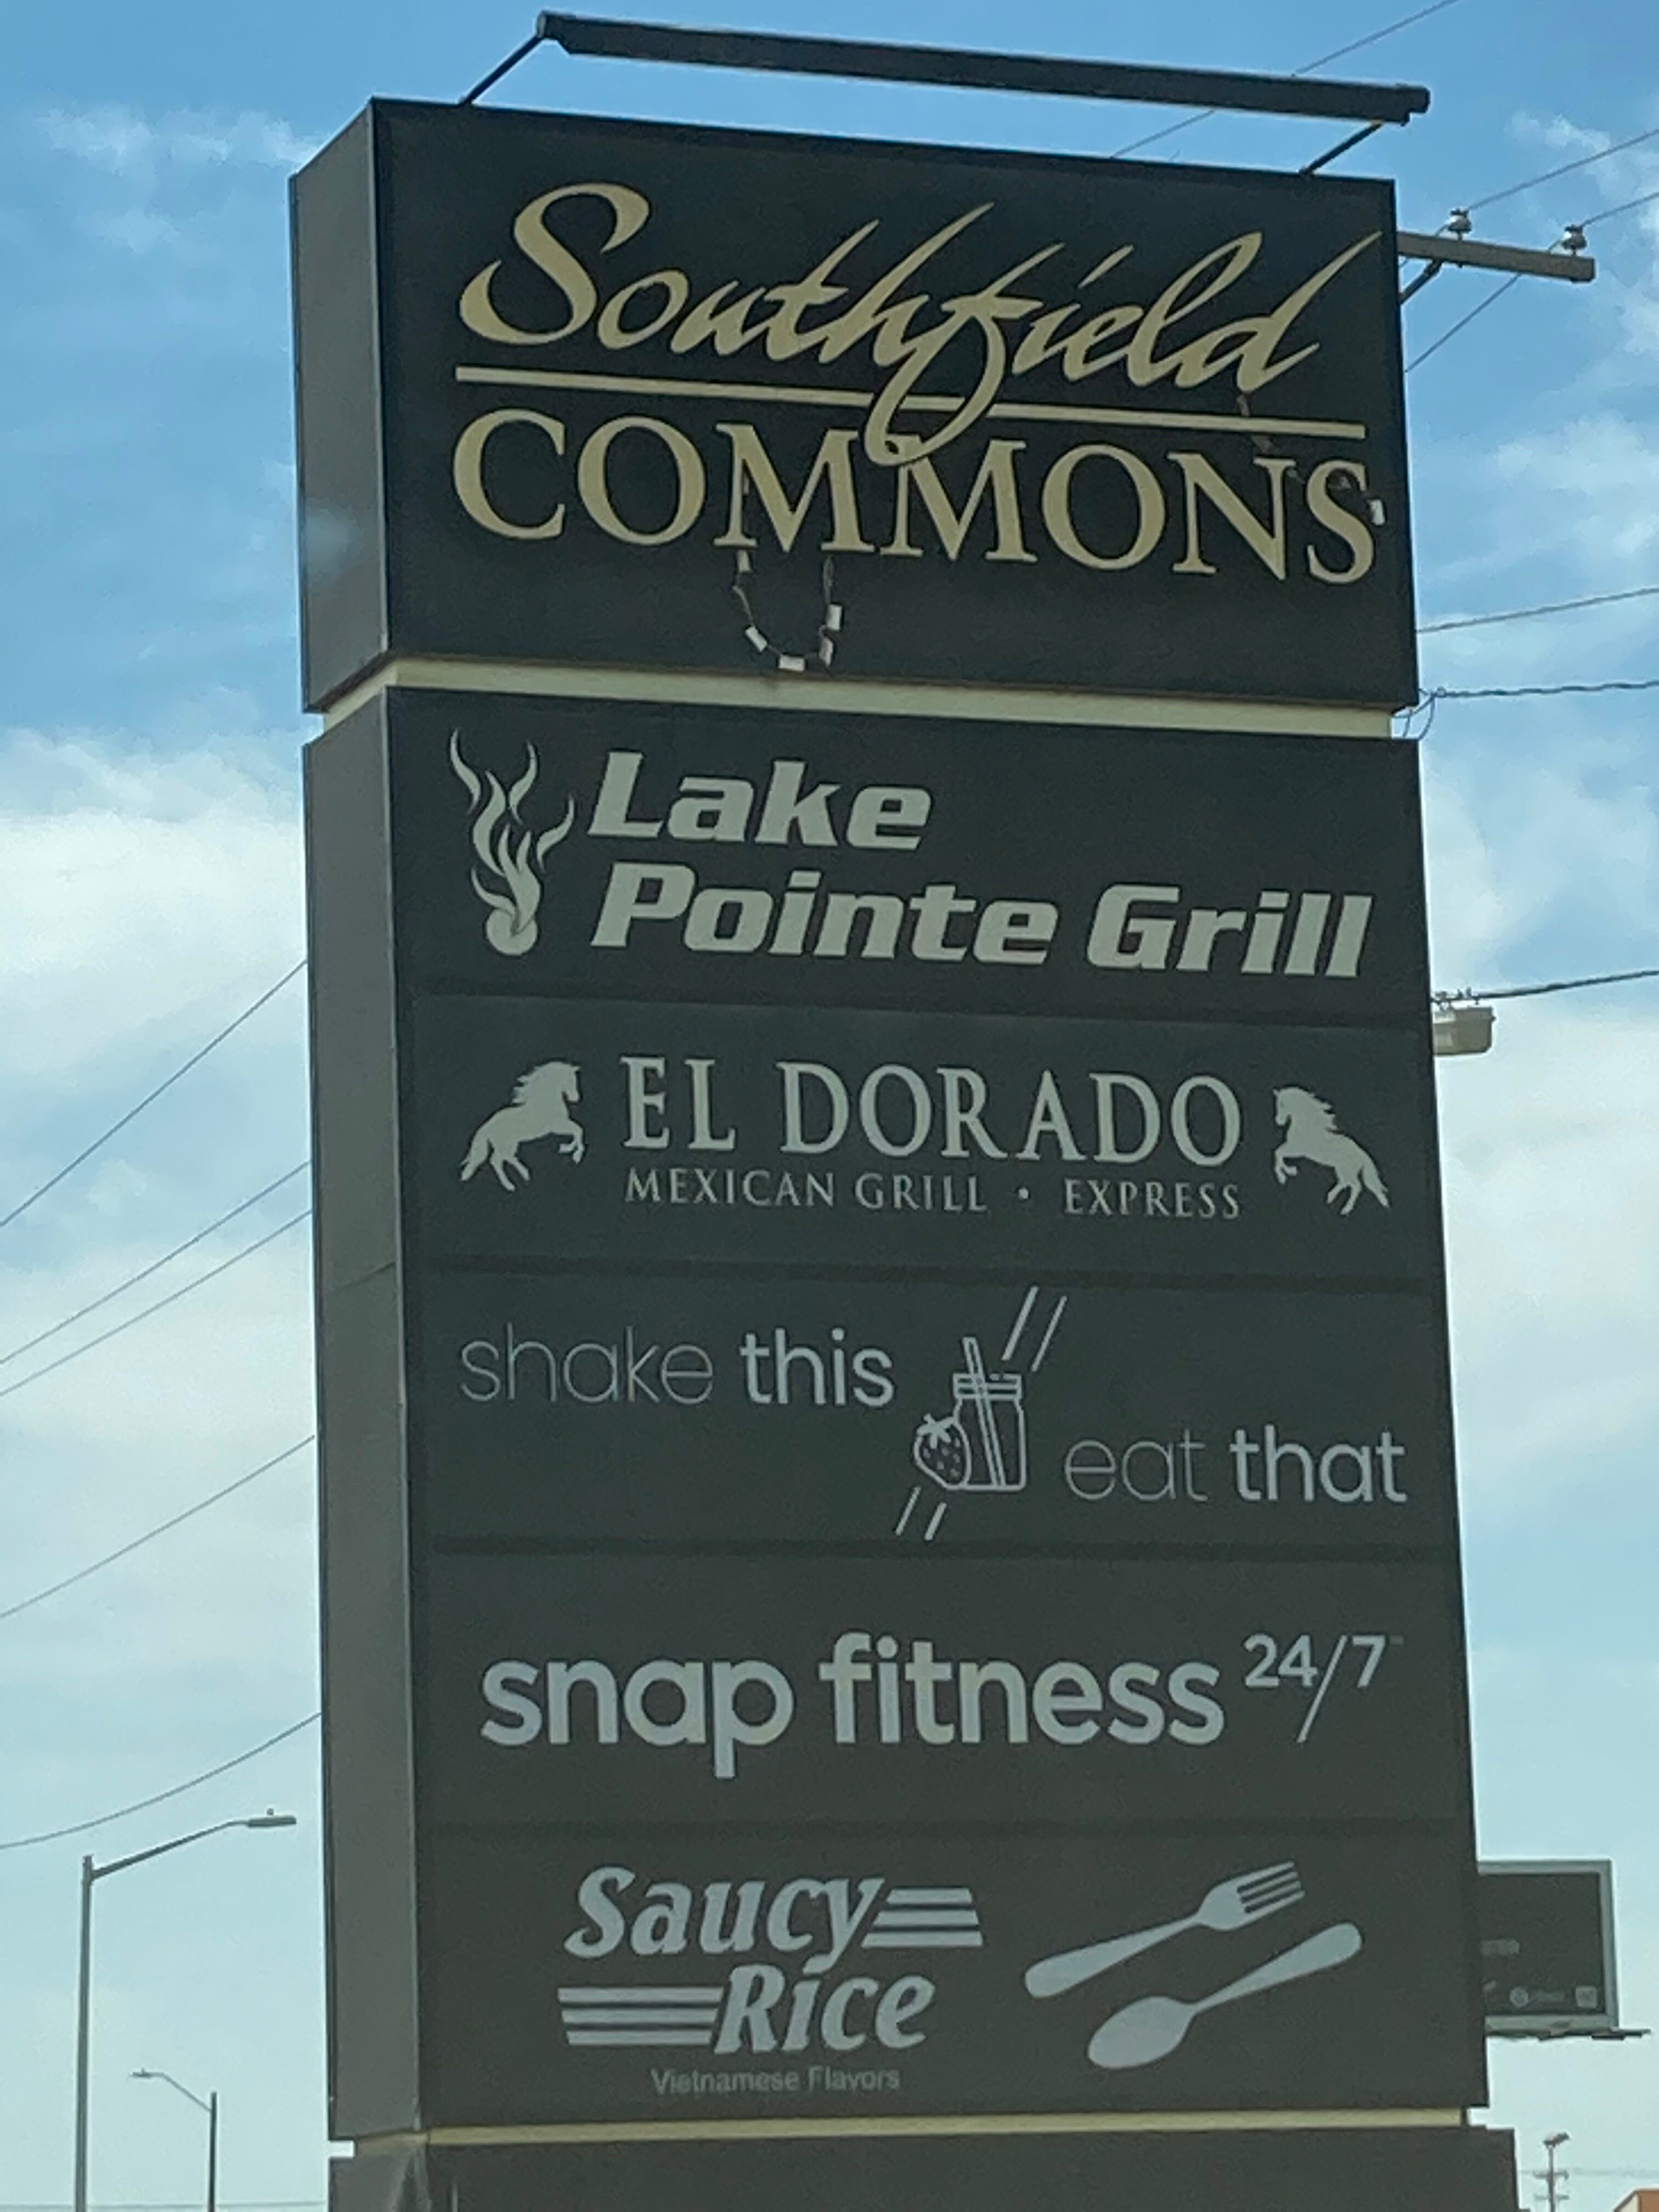 Southfield
COMMONS
Lake
Pointe Grill
EL DORADO
MEXICAN GRILL • EXPRESS
shake this
eat that
snap fitness 24/7
Saucy
Rice
Vietnamese Flavors